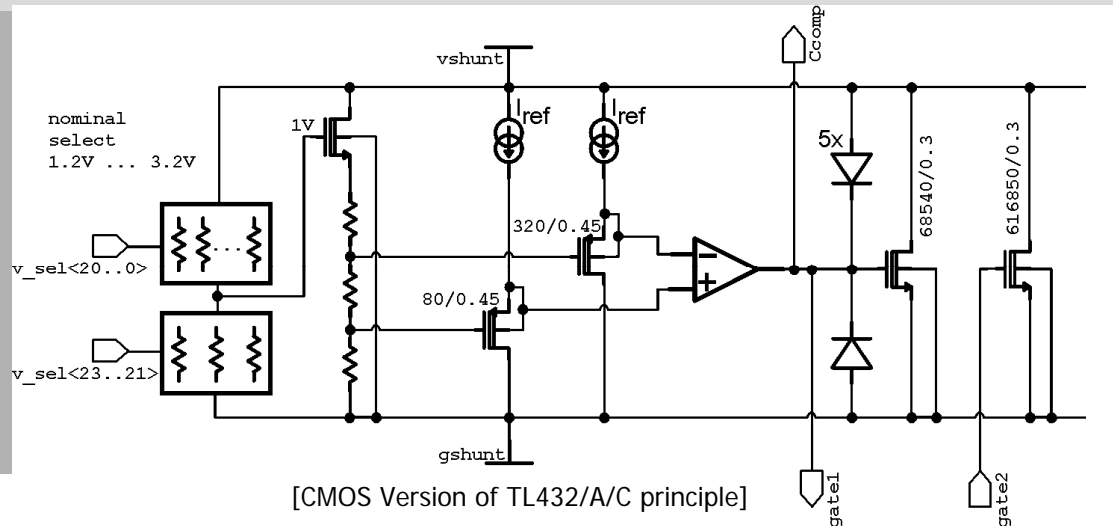 Ccomp
vshunt
Iref
Iref
nominal
select
1.2V ... 3.2V
1V
5x
68540/0.3
616850/0.3
320/0.45
v_sel<20..0>
80/0.45
v_sel<23..21>
gshunt
gate1
gate2
[CMOS Version of TL432/A/C principle]